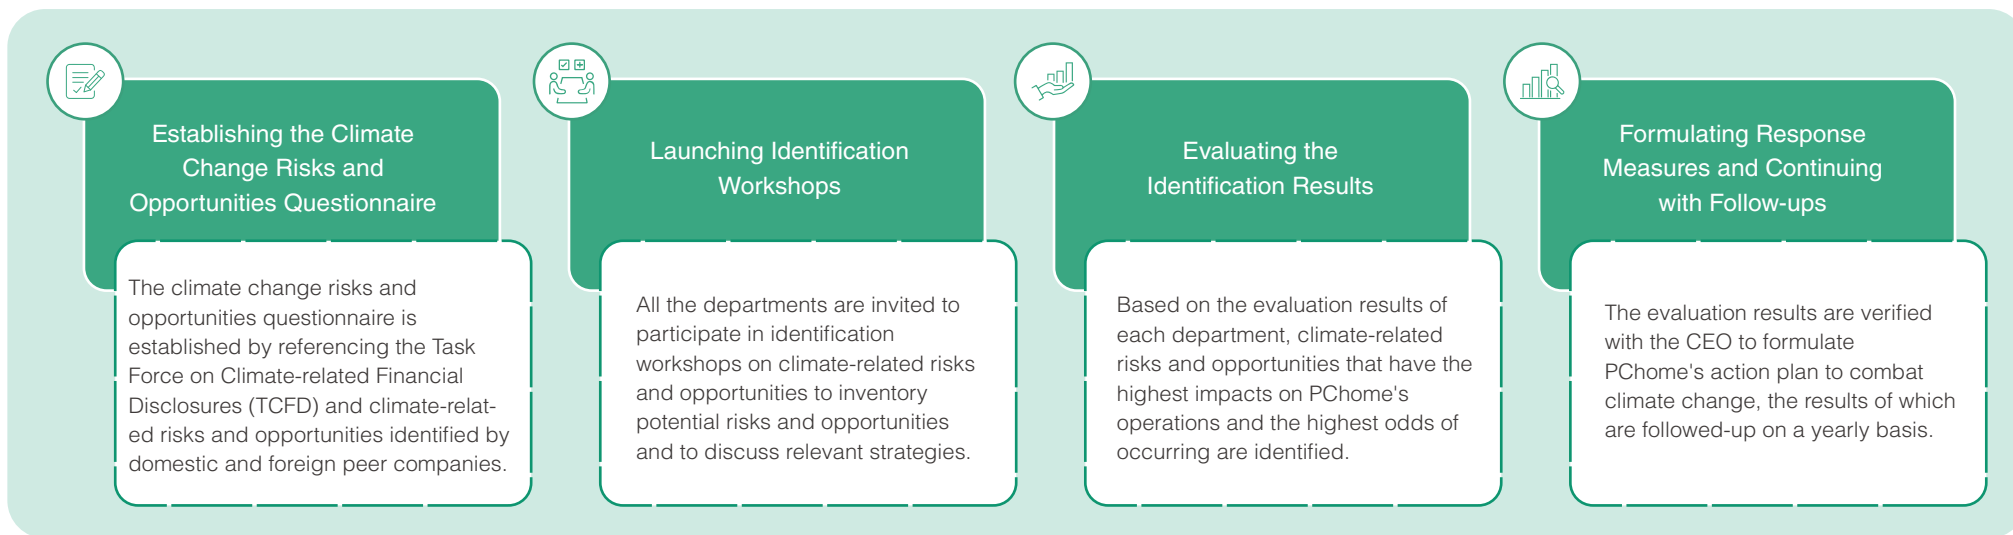 Establishing the Climate
Change Risks and
Opportunities Questionnaire
The climate change risks and
opportunities questionnaire is
established by referencing the Task
Force on Climate-related Financial
Disclosures (TCFD) and climate-relat-
ed risks and opportunities identified by
domestic and foreign peer companies.
Launching Identification
Workshops
All the departments are invited to
participate in identification
workshops on climate-related risks
and opportunities to inventory
potential risks and opportunities
and to discuss relevant strategies.
Evaluating the
Identification Results
Based on the evaluation results of
each department, climate-related
risks and opportunities that have the
highest impacts on PChome's
operations and the highest odds of
occurring are identified.
Formulating Response
Measures and Continuing
with Follow-ups
The evaluation results are verified
with the CEO to formulate
PChome's action plan to combat
climate change, the results of which
are followed-up on a yearly basis.